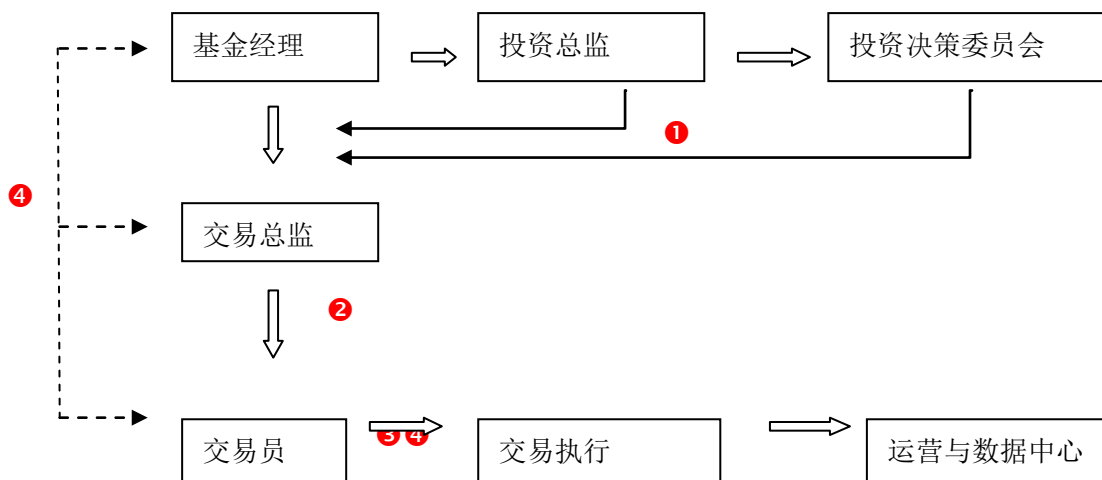 基金经理
投资总监
投资决策委员会
❶
❹
交易总监
❷
交易员
❸❹
交易执行
运营与数据中心